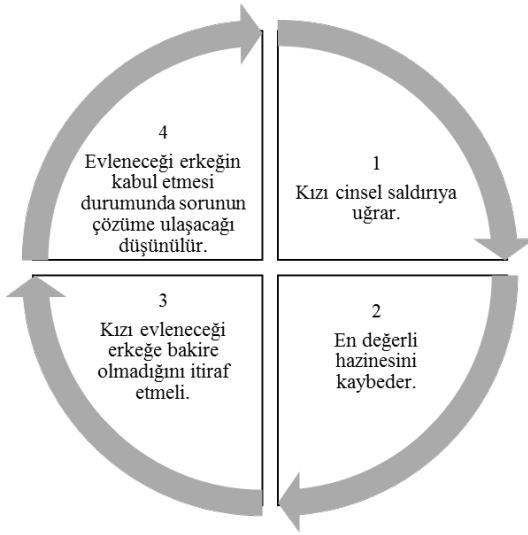 1
Kızı cinsel saldırıya
uğrar.
2
En değerli
hazinesini
kaybeder.
3
Kızı evleneceği
erkeğe bakire
olmadığını itiraf
etmeli.
4
Evleneceği erkeğin
kabul etmesi
durumunda sorunun
çözüme ulaşacağı
düşünülür.